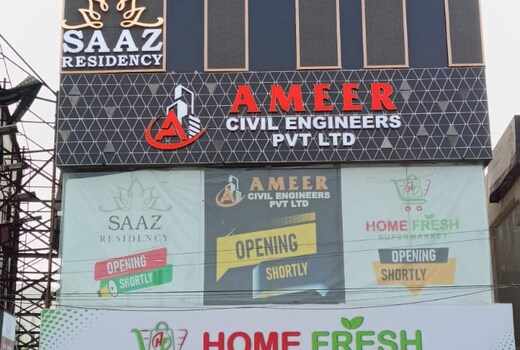 SAAZ
RESIDENCY
AMEER
CIVIL ENGINEERS
PVT LTD
SAAZ
RESIDENCY
OPENING
SHORTLY
AMEER
CIVIL ENGINEERS
PVT LTD
OPENING
SHORTLY
HOME FRESH
SUPERMARKET
OPENING
SHORTLY
HOME FRESH